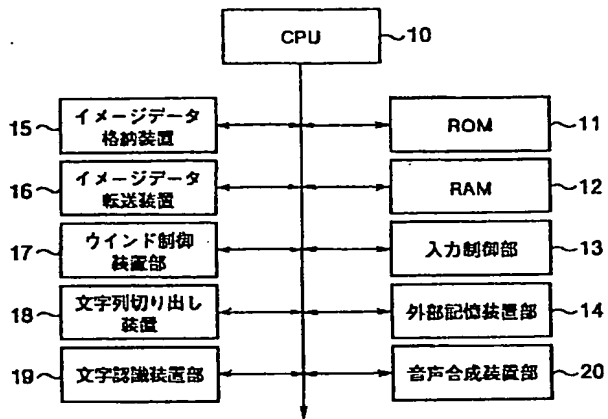 CPU
10
15
イメージデータ
格納装置
ROM
11
16
イメージデータ
転送装置
RAM
12
17
ウインド制御
装置部
入力制御部
13
18
文字列切り出し
装置
外部記憶装置部
14
19
文字認識装置部
音声合成装置部
20